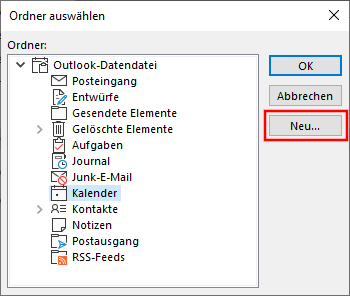 Ordner auswählen
Ordner:
Outlook-Datendatei
Posteingang
Entwürfe
Gesendete Elemente
Gelöschte Elemente
Aufgaben
Journal
Junk-E-Mail
Kalender
Kontakte
Notizen
Postausgang
RSS-Feeds
OK
Abbrechen
Neu...